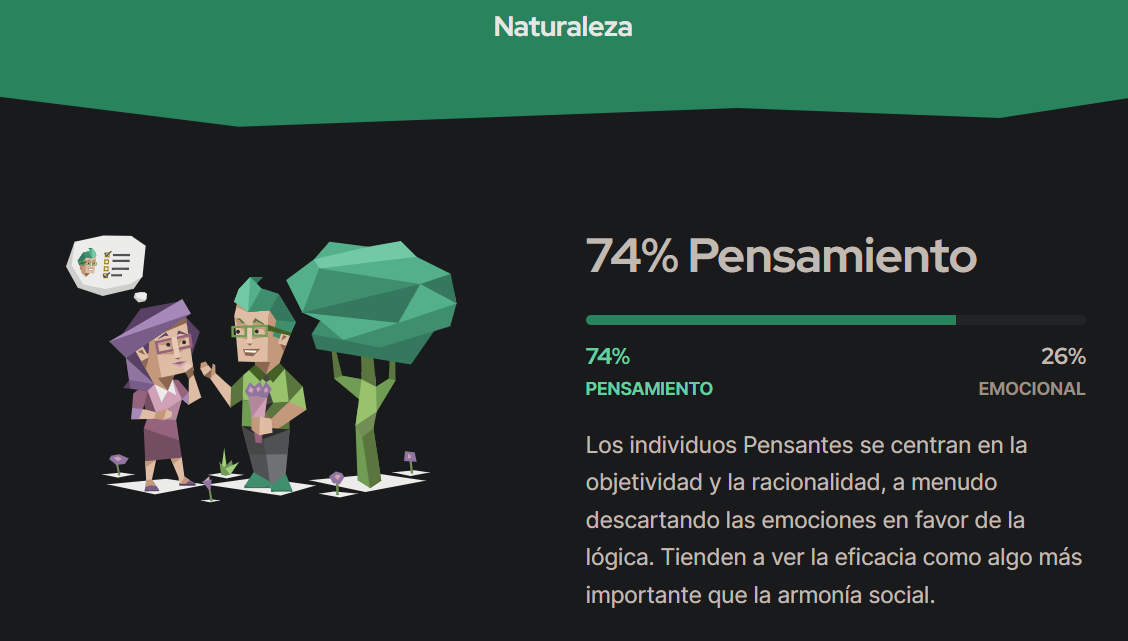 Naturaleza
74% Pensamiento
74%
26%
PENSAMIENTO
EMOCIONAL
Los individuos Pensantes se centran en la
objetividad y la racionalidad, a menudo
descartando las emociones en favor de la
lógica. Tienden a ver la eficacia como algo más
importante que la armonía social.